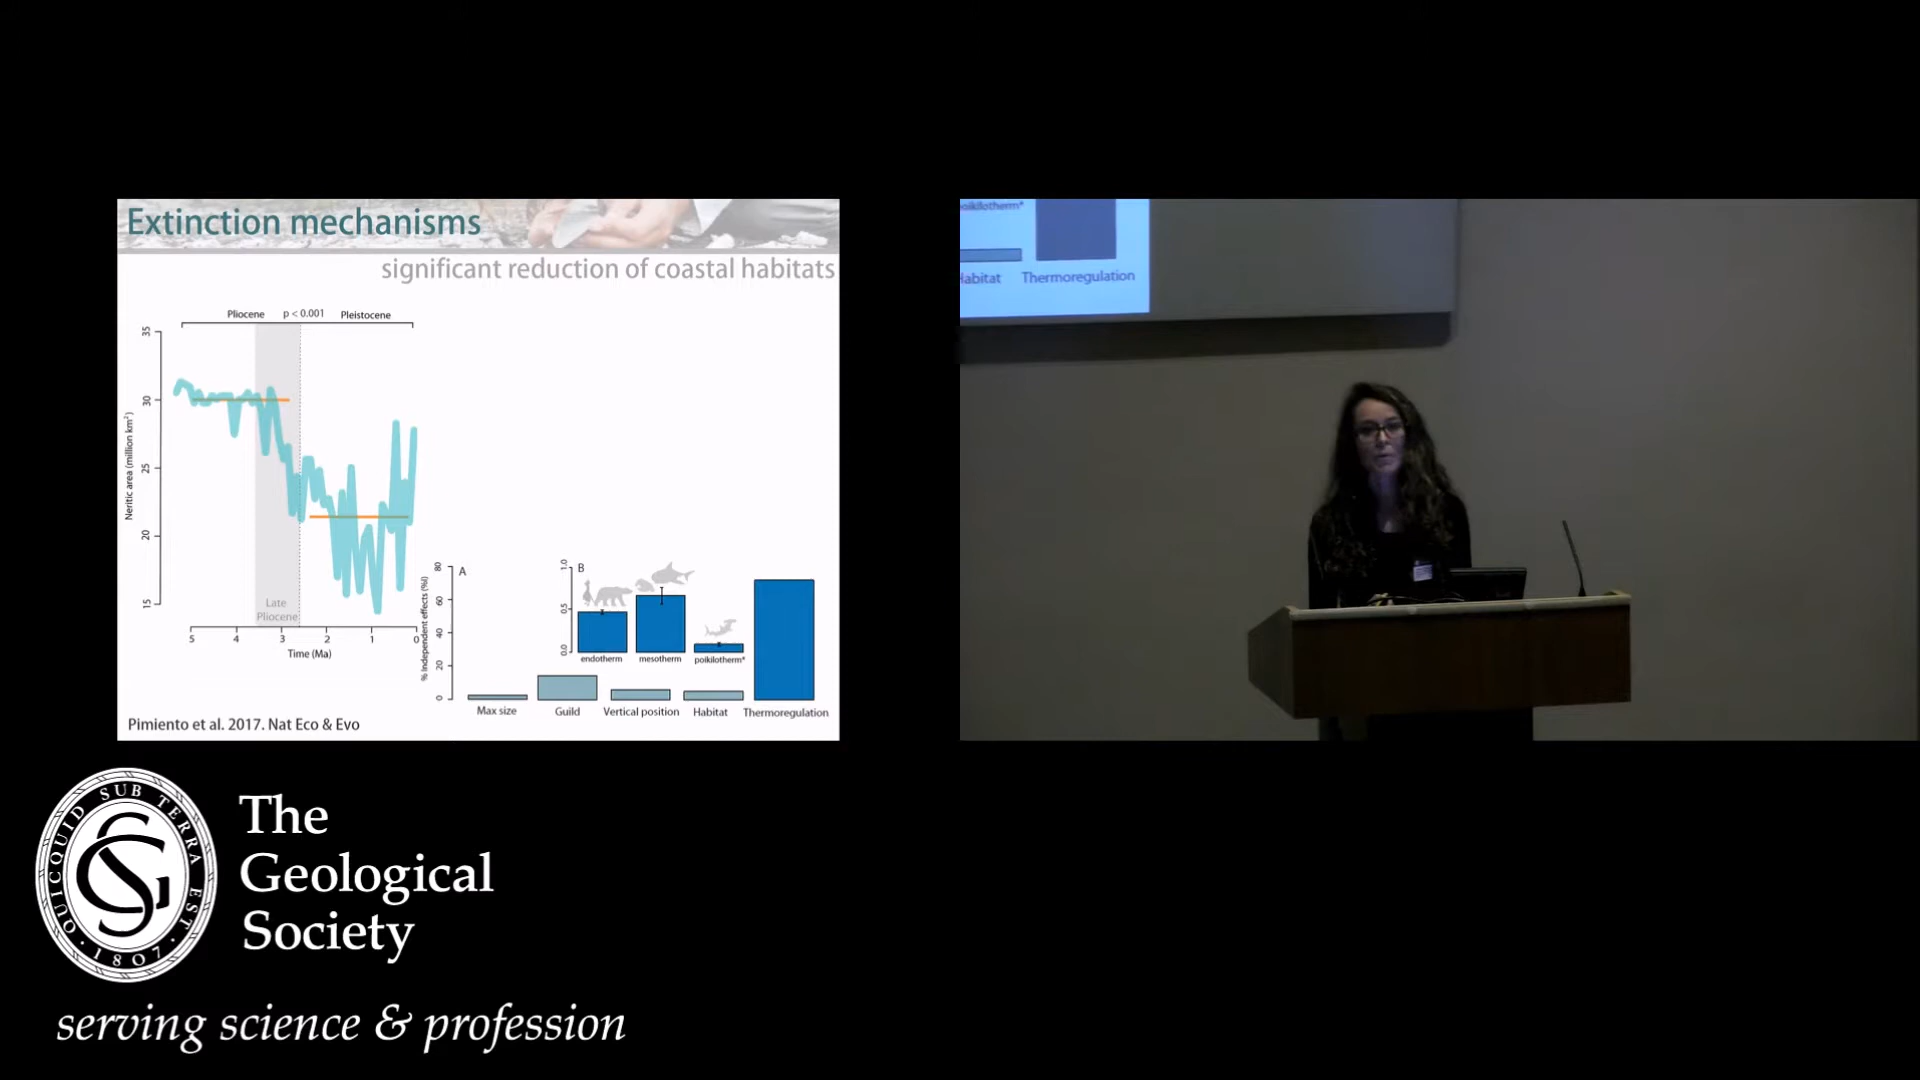 Extinction mechanisms
significant reduction of coastal habitats
Pliocene p < 0.001 Pleistocene
35
30
25
20
15
Neritic area (million km²)
Late
Pliocene
5 4 3 2 1 0
Time (Ma)
A
80
60
40
20
0
% Independent effects (%I)
B
1.0
0.5
0.0
endotherm mesotherm poikilotherm*
Max size Guild Vertical position Habitat Thermoregulation
Pimiento et al. 2017. Nat Eco & Evo
oikilotherm*
Habitat Thermoregulation
QUICQUID SUB TERRA EST
1807
GS
The
Geological
Society
serving science & profession